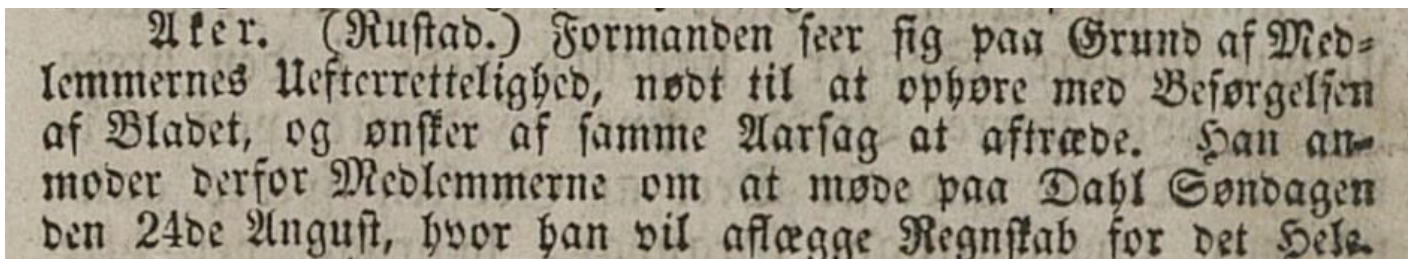 Aker. (Rustad.) Formanden seer sig paa Grund af Med-
lemmernes Uefterrettelighed, nødt til at ophøre med Besørgelsen
af Bladet, og ønsker af samme Aarsag at aftræde. Han an-
moder derfor Medlemmerne om at møde paa Dahl Søndagen
den 24de August, hvor han vil aflægge Regnskab for det Hele.